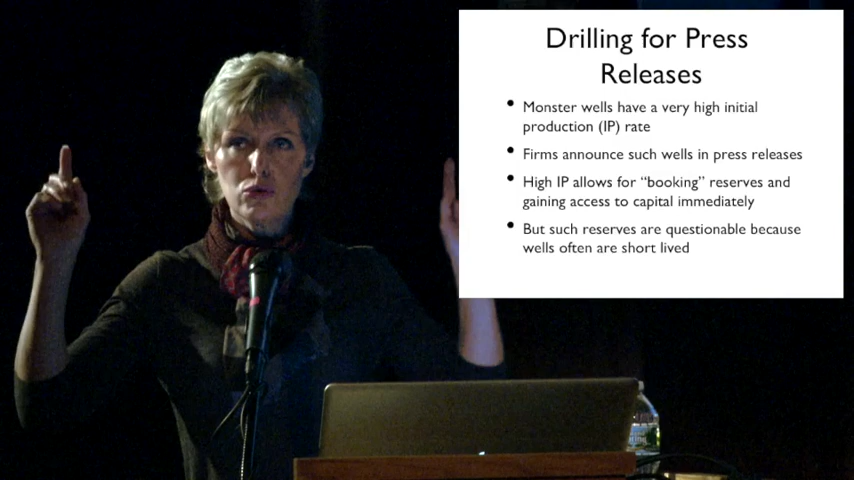 Drilling for Press
Releases
• Monster wells have a very high initial
production (IP) rate
• Firms announce such wells in press releases
• High IP allows for “booking” reserves and
gaining access to capital immediately
• But such reserves are questionable because
wells often are short lived